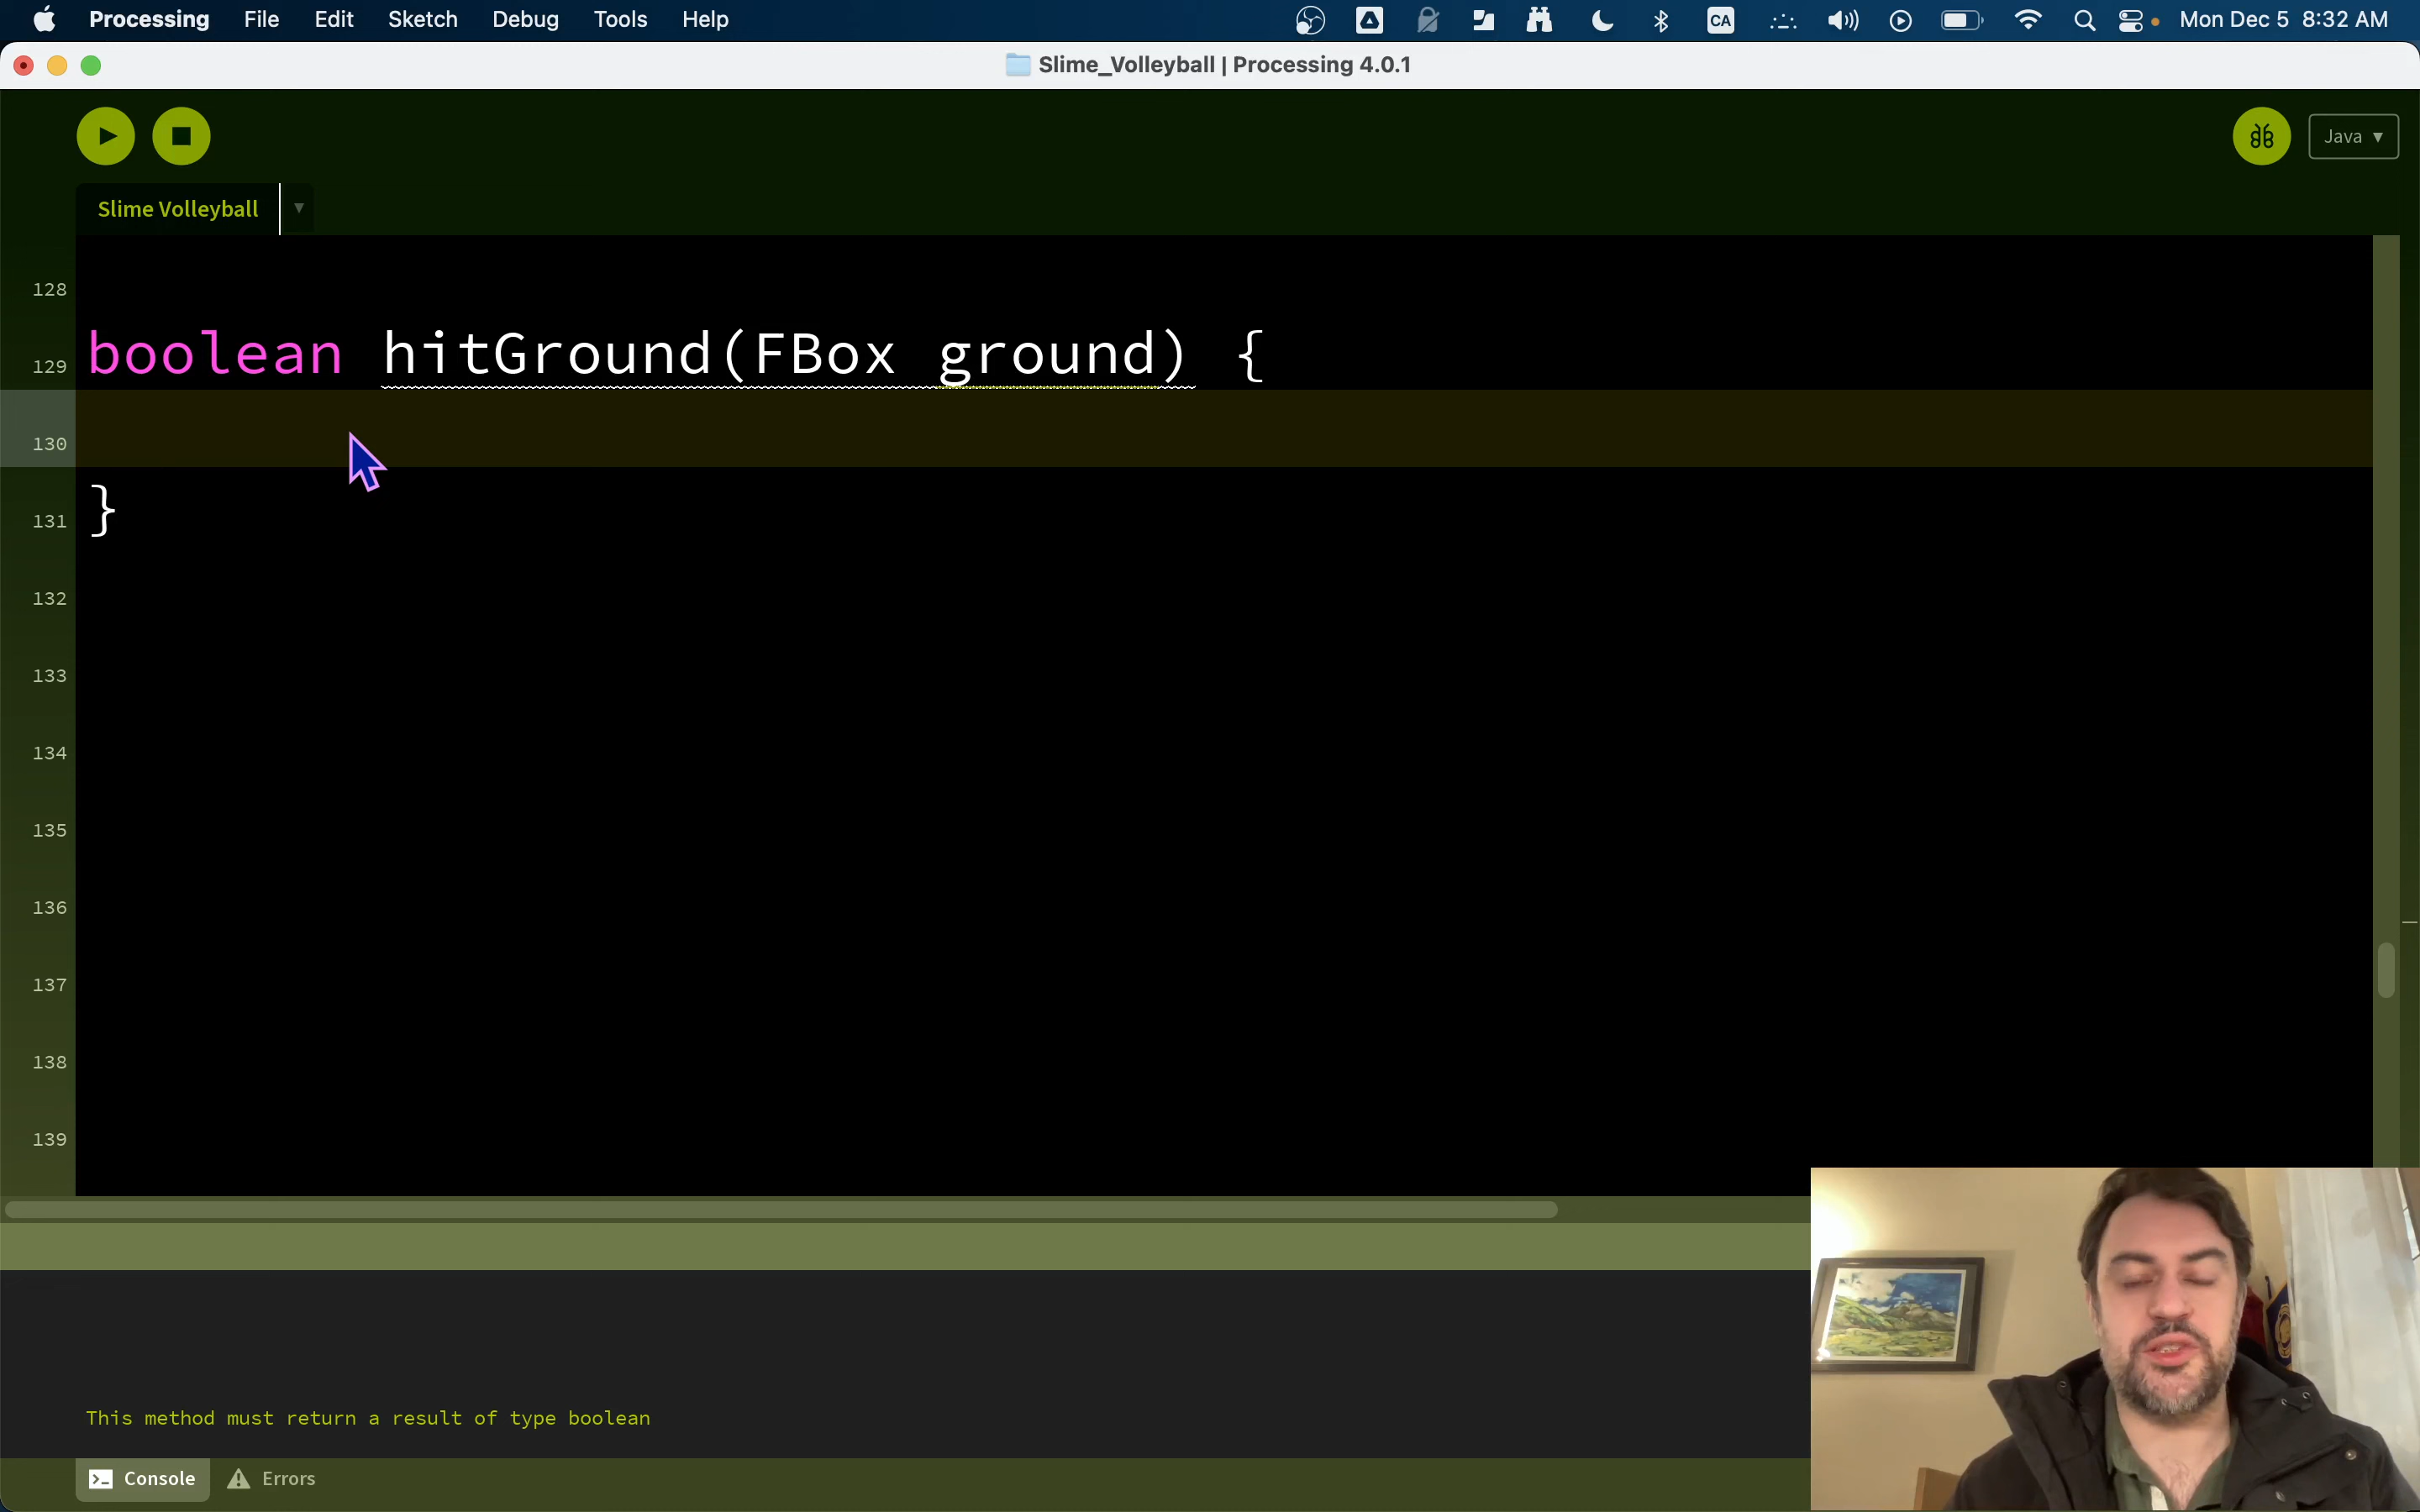 Processing File Edit Sketch Debug Tools Help CA Mon Dec 5 8:32 AM
Slime_Volleyball | Processing 4.0.1
Java ▼
Slime Volleyball ▼
128
129 boolean hitGround(FBox ground) {
130
131 }
132
133
134
135
136
137
138
139
This method must return a result of type boolean
Console Errors